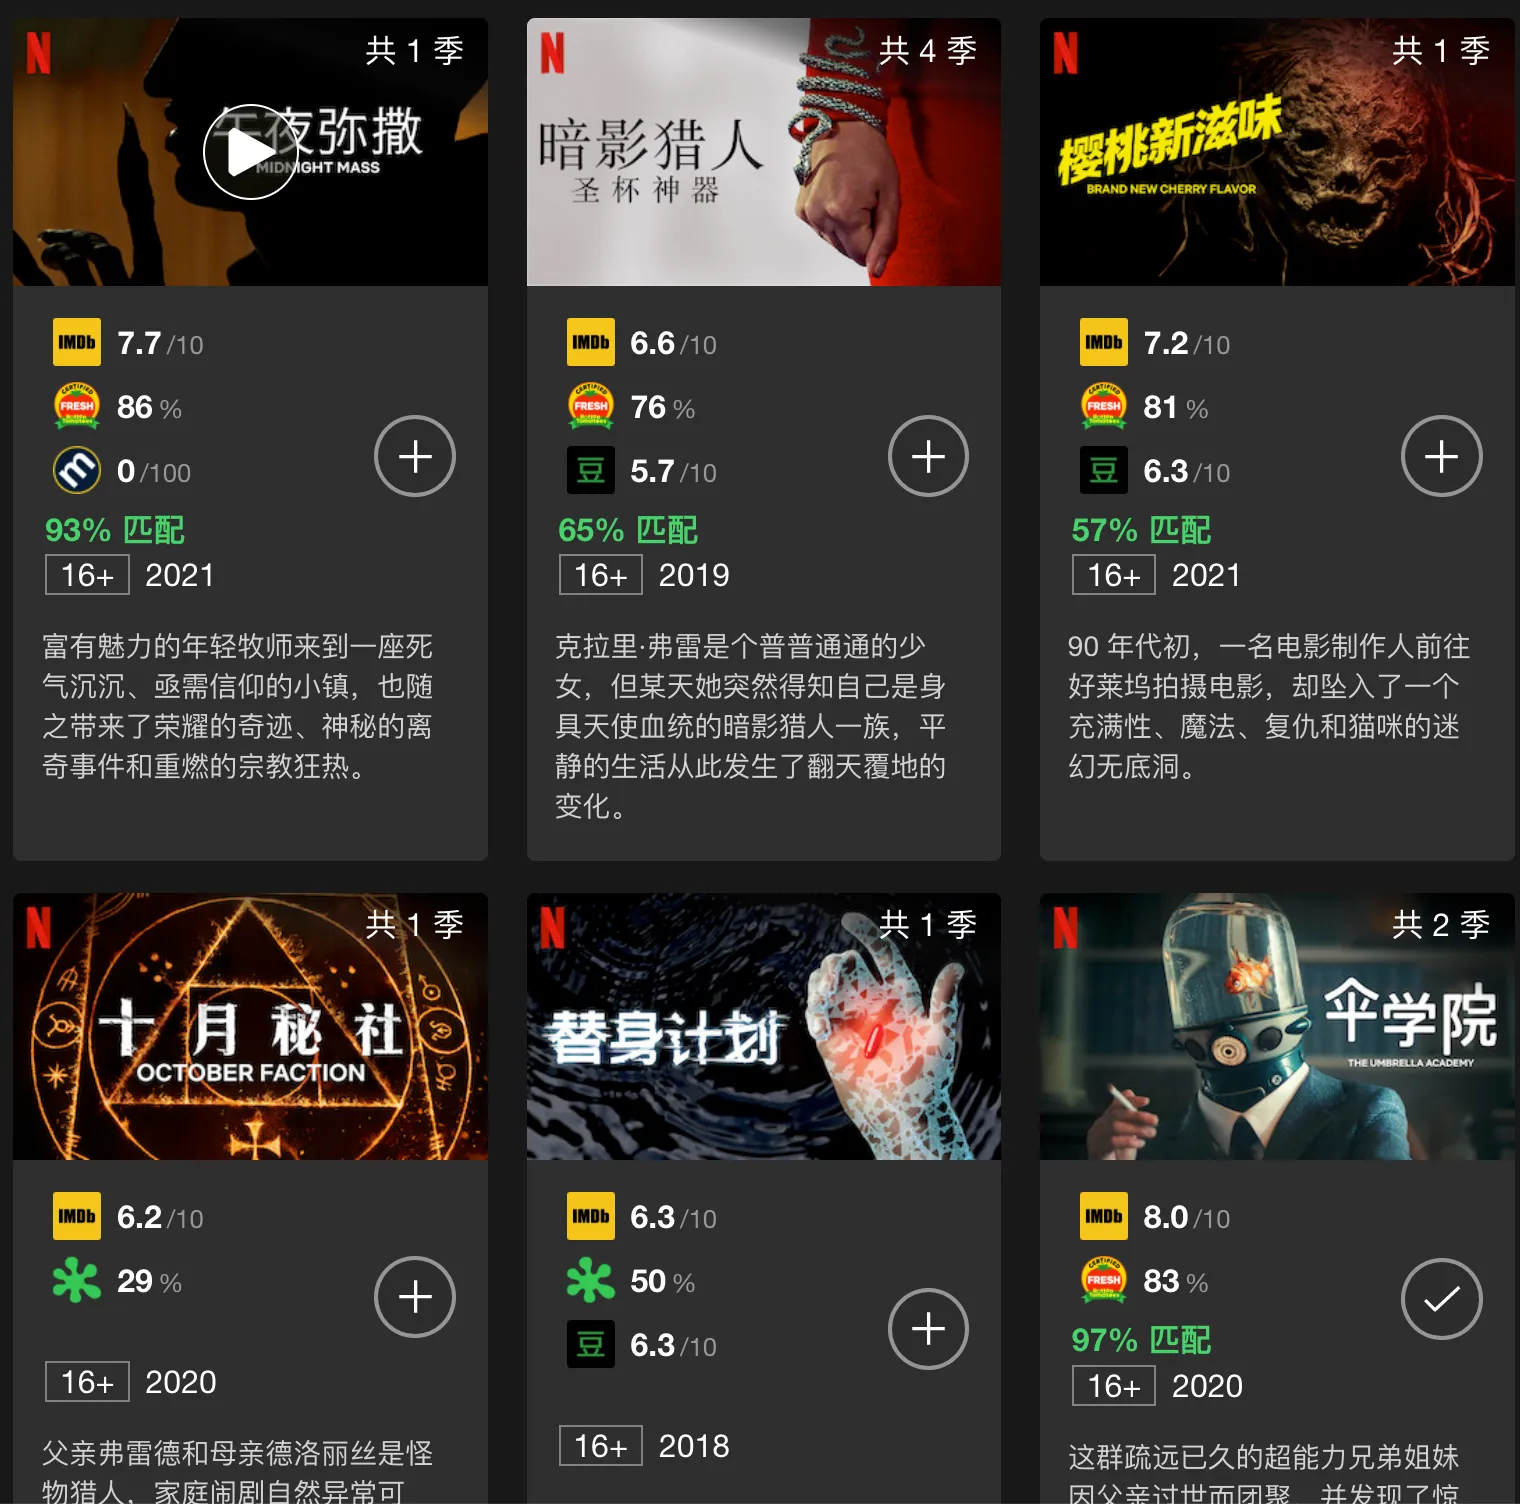 N
共 1 季
午夜弥撒
MIDNIGHT MASS
IMDb 7.7/10
CERTIFIED FRESH Rotten Tomatoes 86 %
m 0/100
93% 匹配
16+ 2021
富有魅力的年轻牧师来到一座死
气沉沉、亟需信仰的小镇，也随
之带来了荣耀的奇迹、神秘的离
奇事件和重燃的宗教狂热。
N
共 4 季
暗影猎人
圣杯神器
IMDb 6.6/10
CERTIFIED FRESH Rotten Tomatoes 76 %
豆 5.7/10
65% 匹配
16+ 2019
克拉里·弗雷是个普普通通的少
女，但某天她突然得知自己是身
具天使血统的暗影猎人一族，平
静的生活从此发生了翻天覆地的
变化。
N
共 1 季
樱桃新滋味
BRAND NEW CHERRY FLAVOR
IMDb 7.2/10
CERTIFIED FRESH Rotten Tomatoes 81 %
豆 6.3/10
57% 匹配
16+ 2021
90 年代初，一名电影制作人前往
好莱坞拍摄电影，却坠入了一个
充满性、魔法、复仇和猫咪的迷
幻无底洞。
N
共 1 季
十月秘社
OCTOBER FACTION
IMDb 6.2/10
29 %
16+ 2020
父亲弗雷德和母亲德洛丽丝是怪
物猎人，家庭闹剧自然异常可
N
共 1 季
替身计划
IMDb 6.3/10
50 %
豆 6.3/10
16+ 2018
N
共 2 季
伞学院
THE UMBRELLA ACADEMY
IMDb 8.0/10
CERTIFIED FRESH Rotten Tomatoes 83 %
97% 匹配
16+ 2020
这群疏远已久的超能力兄弟姐妹
因父亲过世而团聚，并发现了惊